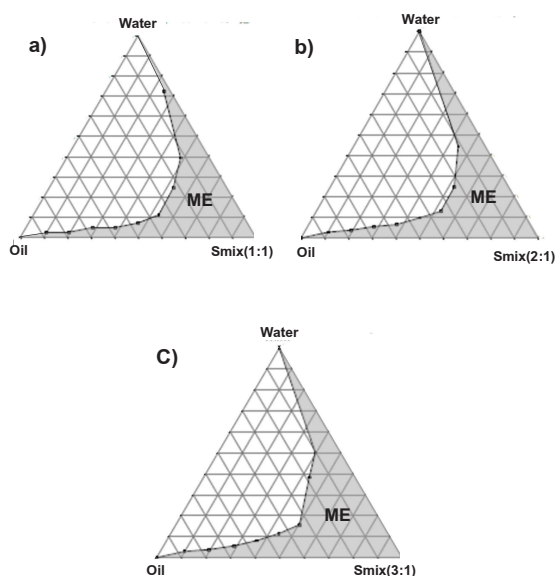 a)
Water
ME
Oil
Smix(1:1)
b)
Water
ME
Oil
Smix(2:1)
C)
Water
ME
Oil
Smix(3:1)